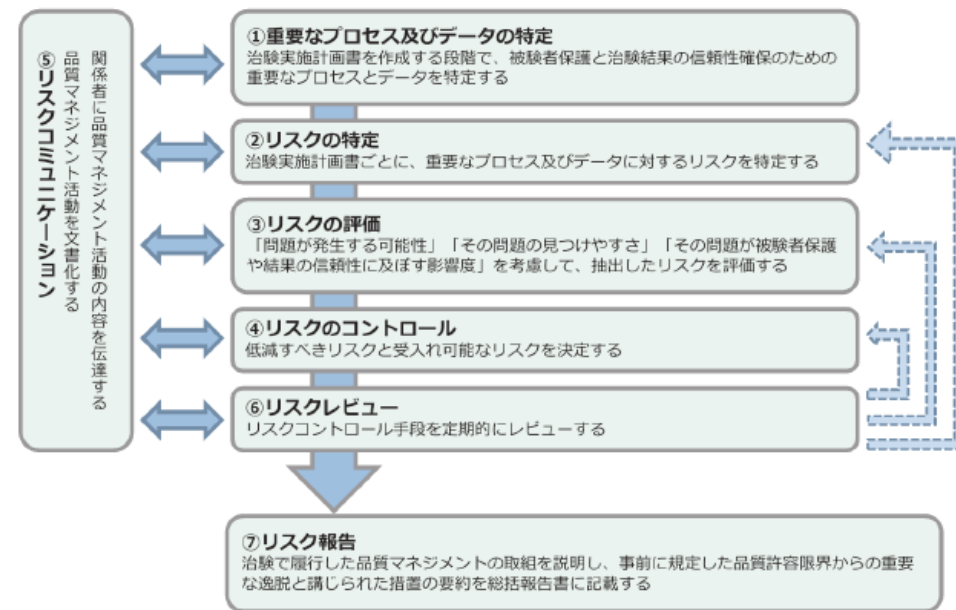 ①重要なプロセス及びデータの特定
治験実施計画書を作成する段階で、被験者保護と治験結果の信頼性確保のための
重要なプロセスとデータを特定する
②リスクの特定
治験実施計画書ごとに、重要なプロセス及びデータに対するリスクを特定する
③リスクの評価
「問題が発生する可能性」「その問題の見つけやすさ」「その問題が被験者保護
や結果の信頼性に及ぼす影響度」を考慮して、抽出したリスクを評価する
④リスクのコントロール
低減すべきリスクと受入れ可能なリスクを決定する
⑤リスクコミュニケーション
関係者に品質マネジメント活動の内容を伝達する
品質マネジメント活動を文書化する
⑥リスクレビュー
リスクコントロール手段を定期的にレビューする
⑦リスク報告
治験で履行した品質マネジメントの取組を説明し、事前に規定した品質許容限界からの重要
な逸脱と講じられた措置の要約を総括報告書に記載する